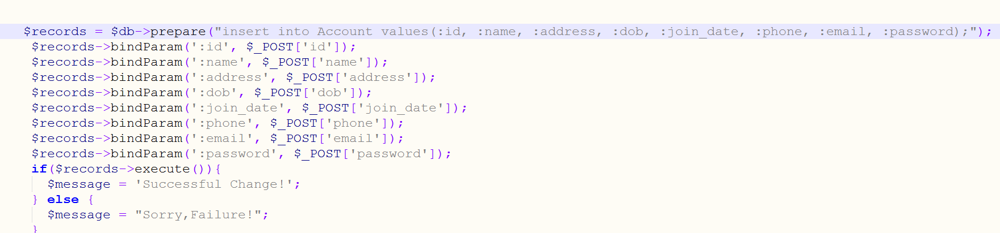 $records = $db->prepare("insert into Account values(:id, :name, :address, :dob, :join_date, :phone, :email, :password);");
$records->bindParam(':id', $_POST['id']);
$records->bindParam(':name', $_POST['name']);
$records->bindParam(':address', $_POST['address']);
$records->bindParam(':dob', $_POST['dob']);
$records->bindParam(':join_date', $_POST['join_date']);
$records->bindParam(':phone', $_POST['phone']);
$records->bindParam(':email', $_POST['email']);
$records->bindParam(':password', $_POST['password']);
if($records->execute()){
$message = 'Successful Change!';
} else {
$message = "Sorry,Failure!";
}